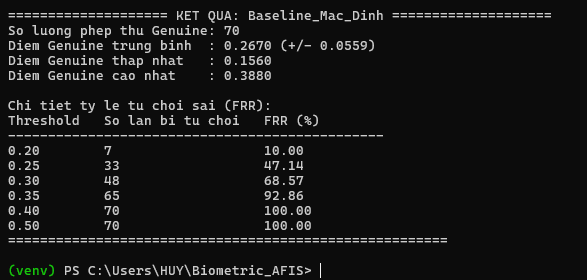 ==================== KET QUA: Baseline_Mac_Dinh ====================
So luong phep thu Genuine: 70
Diem Genuine trung binh  : 0.2670 (+/- 0.0559)
Diem Genuine thap nhat   : 0.1560
Diem Genuine cao nhat    : 0.3880
Chi tiet ty le tu choi sai (FRR):
Threshold   So lan bi tu choi   FRR (%)
-----------------------------------------------
0.20        7                   10.00
0.25        33                  47.14
0.30        48                  68.57
0.35        65                  92.86
0.40        70                  100.00
0.50        70                  100.00
=======================================================
(venv) PS C:\Users\HUY\Biometric_AFIS>